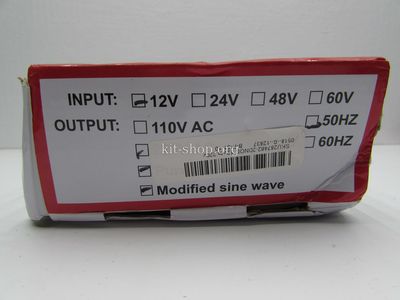 INPUT: 12V 24V 48V 60V
OUTPUT: 110V AC 50HZ
60HZ
kit-shop.org
Modified sine wave